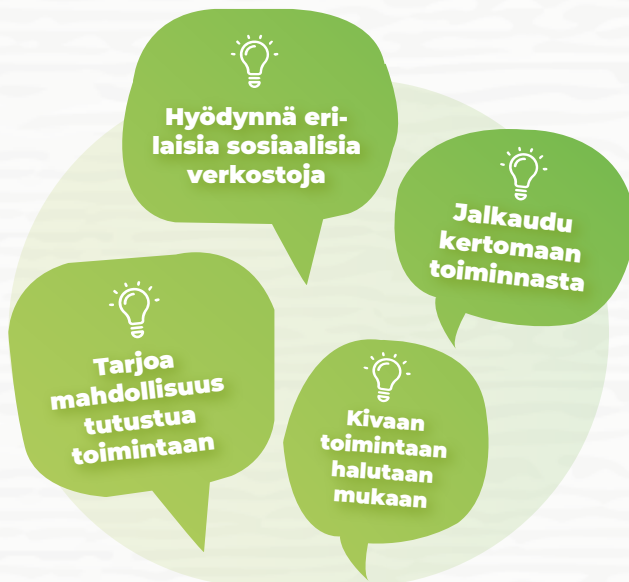 Hyödynnä eri-
laisia sosiaalisia
verkostoja
Jalkaudu
kertomaan
toiminnasta
Tarjoa
mahdollisuus
tutustua
toimintaan
Kivaan
toimintaan
halutaan
mukaan